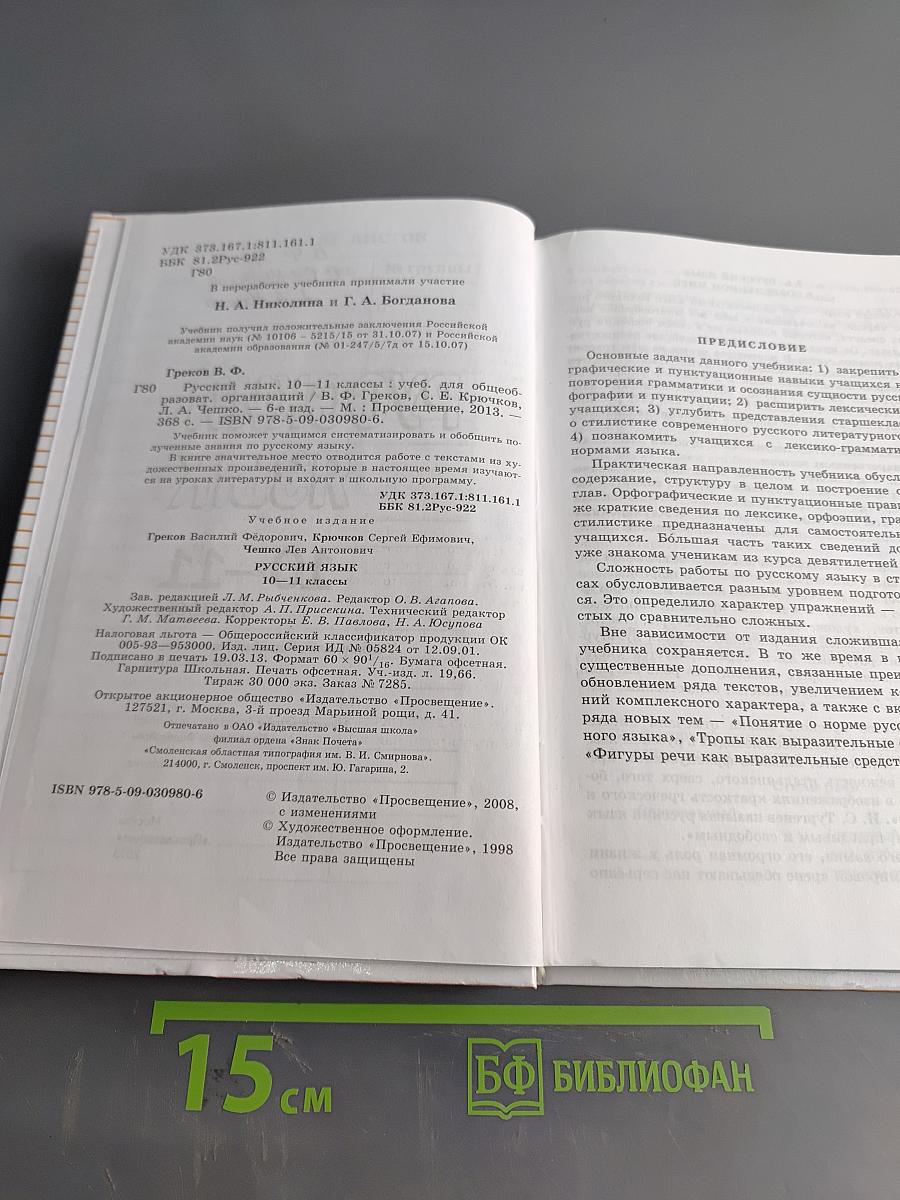 УДК 373.167.1:811.161.1
ББК 81.2Рус-922
Г80
В переработке учебника принимали участие
Н. А. Николина и Г. А. Богданова
Учебник получил положительные заключения Российской
академии наук (№ 10106 – 5215/15 от 31.10.07) и Российской
академии образования (№ 01-247/5/7д от 15.10.07)
Греков В. Ф.
Г80 Русский язык. 10—11 классы : учеб. для общеоб-
разоват. организаций / В. Ф. Греков, С. Е. Крючков,
Л. А. Чешко. — 6-е изд. — М. : Просвещение, 2013. —
368 с. — ISBN 978-5-09-030980-6.
Учебник поможет учащимся систематизировать и обобщить по-
лученные знания по русскому языку.
В книге значительное место отводится работе с текстами из ху-
дожественных произведений, которые в настоящее время изучают-
ся на уроках литературы и входят в школьную программу.
УДК 373.167.1:811.161.1
ББК 81.2Рус-922
Учебное издание
Греков Василий Фёдорович, Крючков Сергей Ефимович,
Чешко Лев Антонович
РУССКИЙ ЯЗЫК
10—11 классы
Зав. редакцией Л. М. Рыбченкова. Редактор О. В. Агапова.
Художественный редактор А. П. Присекина. Технический редактор
Г. М. Матвеева. Корректоры Е. В. Павлова, Н. А. Юсупова
Налоговая льгота — Общероссийский классификатор продукции ОК
005-93—953000. Изд. лиц. Серия ИД № 05824 от 12.09.01.
Подписано в печать 19.03.13. Формат 60 × 90 1/16. Бумага офсетная.
Гарнитура Школьная. Печать офсетная. Уч.-изд. л. 19,66.
Тираж 30 000 экз. Заказ № 7285.
Открытое акционерное общество «Издательство «Просвещение».
127521, г. Москва, 3-й проезд Марьиной рощи, д. 41.
Отпечатано в ОАО «Издательство «Высшая школа»
филиал ордена «Знак Почета»
«Смоленская областная типография им. В. И. Смирнова».
214000, г. Смоленск, проспект им. Ю. Гагарина, 2.
ISBN 978-5-09-030980-6
© Издательство «Просвещение», 2008,
с изменениями
© Художественное оформление.
Издательство «Просвещение», 1998
Все права защищены
ПРЕДИСЛОВИЕ
Основные задачи данного учебника: 1) закрепить
графические и пунктуационные навыки учащихся
повторения грамматики и осознания сущности
фографии и пунктуации; 2) расширить лексически
учащихся; 3) углубить представления старшекла
о стилистике современного русского литературного
4) познакомить учащихся с лексико-граммати
нормами языка.
Практическая направленность учебника обусл
содержание, структуру в целом и построение
глав. Орфографические и пунктуационные прави
же краткие сведения по лексике, орфоэпии, гра
стилистике предназначены для самостоятель
учащихся. Бо́льшая часть таких сведений до
уже знакома ученикам из курса девятилетней
Сложность работы по русскому языку в ст
сах обусловливается разным уровнем подгото
ся. Это определило характер упражнений —
стых до сравнительно сложных.
Вне зависимости от издания сложившая
учебника сохраняется. В то же время в
существенные дополнения, связанные преи
обновлением ряда текстов, увеличением к
ний комплексного характера, а также с вк
ряда новых тем — «Понятие о норме русс
ного языка», «Тропы как выразительные
«Фигуры речи как выразительные средст
15 см
БФ БИБЛИОФАН